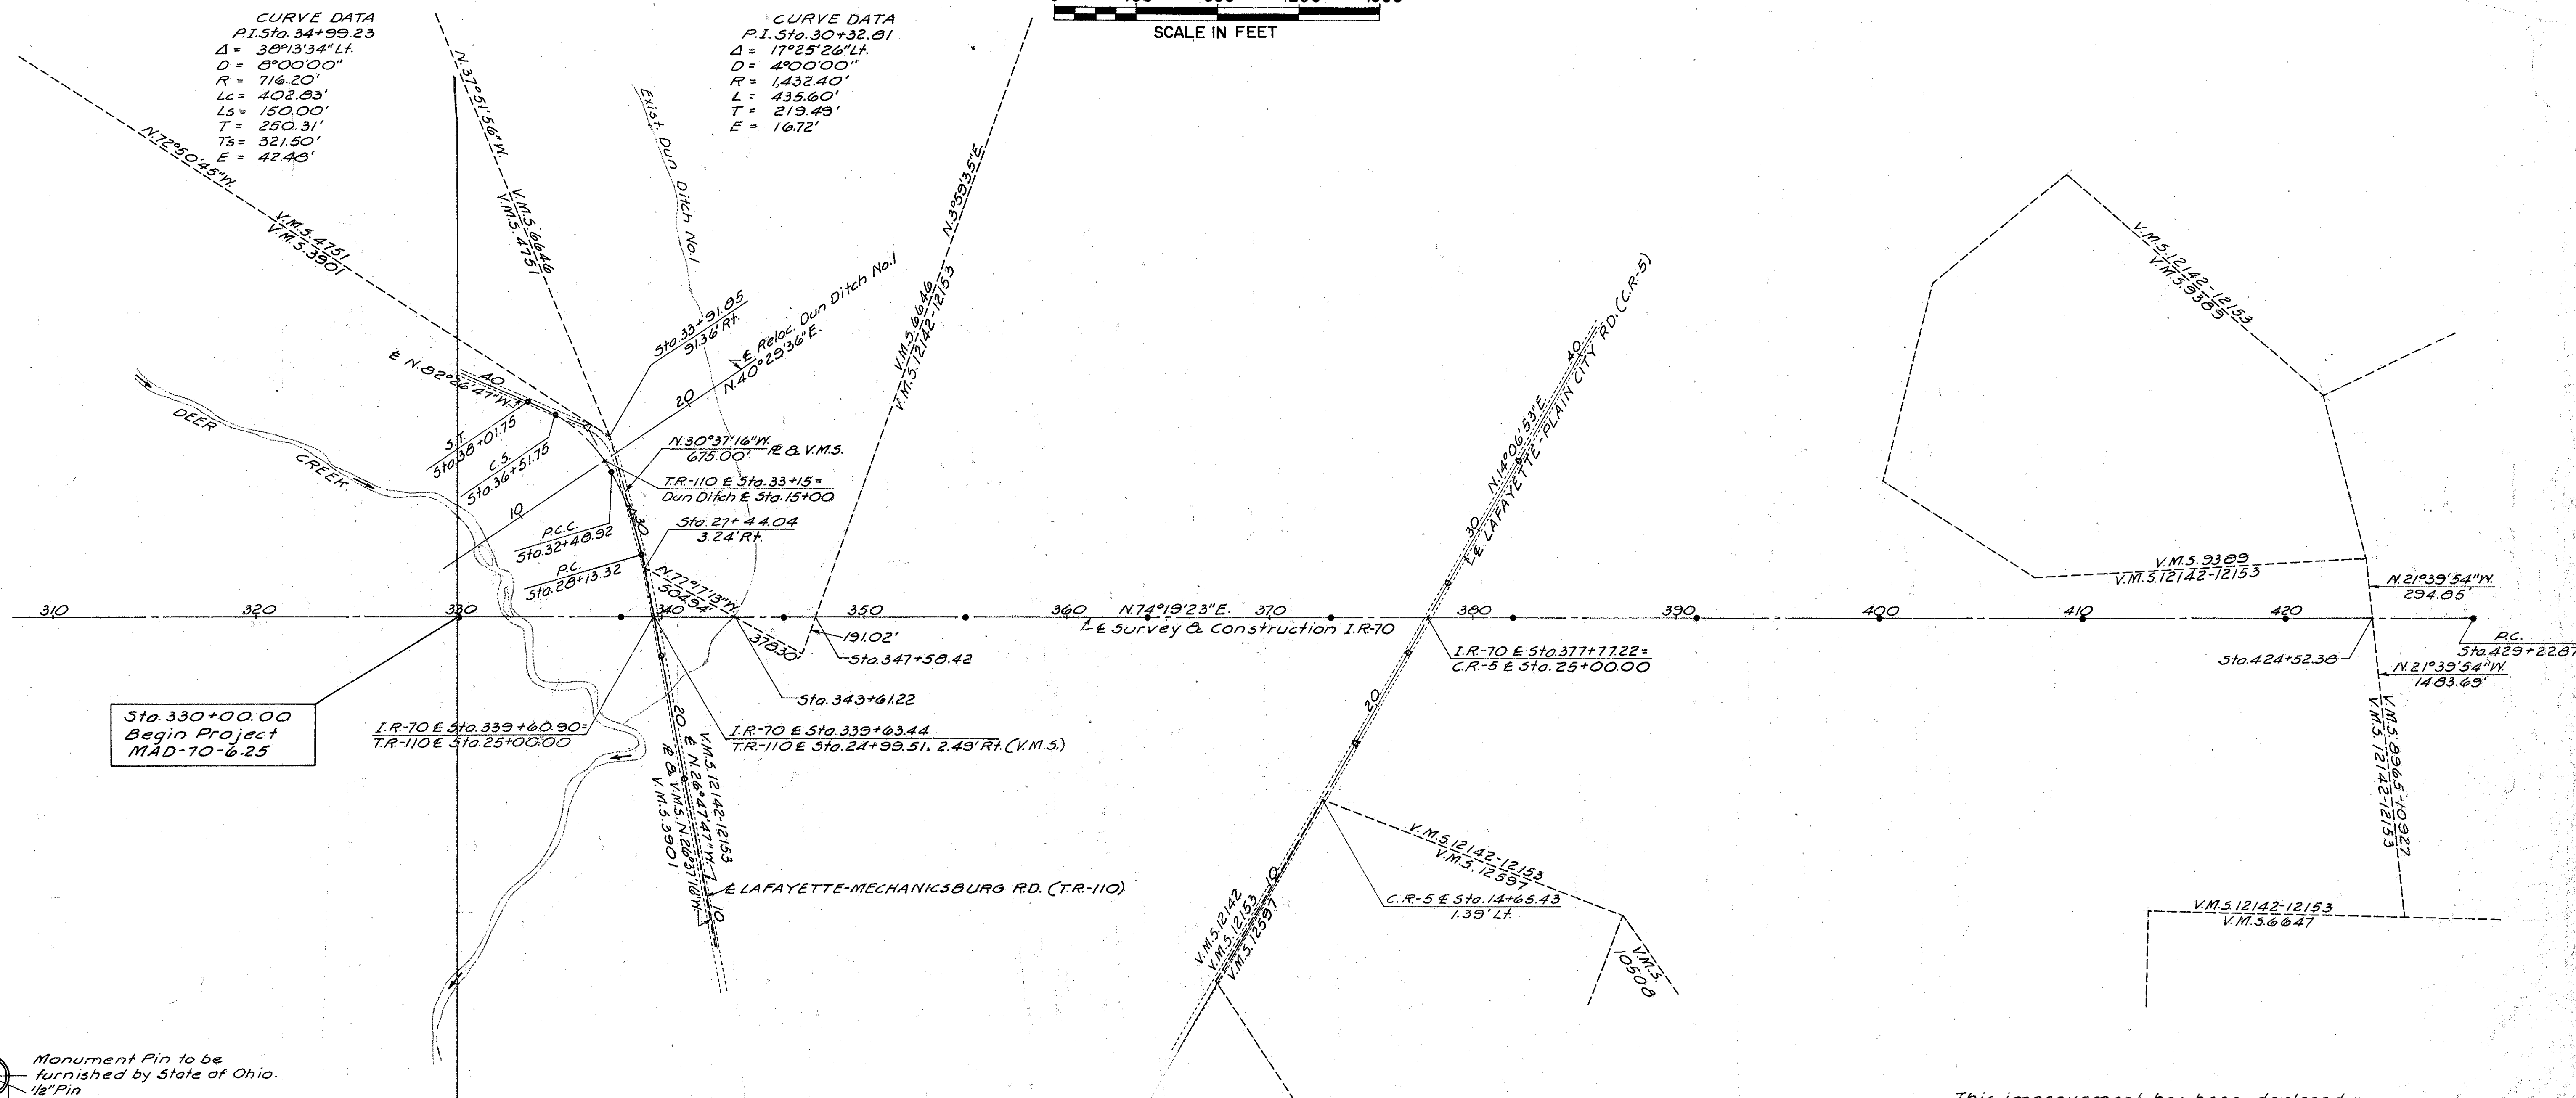 CURVE DATA
P.I.Sta. 34+99.23
Δ = 38°13'34" Lt.
D = 8°00'00"
R = 716.20'
Lc = 402.83'
Ls = 150.00'
T = 250.31'
Ts = 321.50'
E = 42.48'
CURVE DATA
P.I.Sta. 30+32.81
Δ = 17°25'26" Lt.
D = 4°00'00"
R = 1,432.40'
L = 435.60'
T = 219.49'
E = 16.72'
SCALE IN FEET
N.72°50'45"W.
V.M.S.4751
V.M.S.3901
N.37°51'56"W.
V.M.S.6646
V.M.S.4751
Exist. Dun Ditch No.1
N.3°59'35"E.
V.M.S.6646
V.M.S.12142-12153
Sta.33+91.85
91.36' Rt.
℄ Reloc. Dun Ditch No.1
N.40°29'36"E.
20
10
℄ N.82°26'47"W.
40
DEER
CREEK
S.T.
Sta.38+01.75
C.S.
Sta.36+51.75
N.30°37'16"W.
675.00' ℄ & V.M.S.
T.R-110 ℄ Sta.33+15=
Dun Ditch ℄ Sta.15+00
30
Sta.27+44.04
3.24' Rt.
P.C.C.
Sta.32+48.92
P.C.
Sta.28+13.32
N.77°17'13"W.
504.94'
378.30'
191.02'
Sta.347+58.42
Sta.343+61.22
310
320
330
340
350
360
N.74°19'23"E.
370
380
390
400
410
420
℄ Survey & Construction I.R-70
Sta.330+00.00
Begin Project
MAD-70-6.25
I.R-70 ℄ Sta.339+60.90=
T.R-110 ℄ Sta.25+00.00
I.R-70 ℄ Sta.339+63.44
T.R-110 ℄ Sta.24+99.51, 2.49' Rt. (V.M.S.)
20
V.M.S.12142-12153
℄ N.26°47'47"W.
℄ & V.M.S. N.26°37'16"W.
V.M.S.3901
10
℄ LAFAYETTE-MECHANICSBURG RD. (T.R-110)
40
N.14°06'53"E.
℄ LAFAYETTE-PLAIN CITY RD. (C.R-5)
30
I.R-70 ℄ Sta.377+77.22=
C.R-5 ℄ Sta.25+00.00
20
10
V.M.S.12142-12153
V.M.S.12597
C.R-5 ℄ Sta.14+65.43
1.39' Lt.
V.M.S.12142
V.M.S.12153
V.M.S.12597
V.M.S.
10508
V.M.S.12142-12153
V.M.S.9389
V.M.S.9389
V.M.S.12142-12153
N.21°39'54"W.
294.85'
P.C.
Sta.429+22.87
Sta.424+52.38
N.21°39'54"W.
1483.69'
V.M.S.8965-10927
V.M.S.12142-12153
V.M.S.12142-12153
V.M.S.6647
Monument Pin to be
furnished by State of Ohio.
1/2" Pin
This improvement has been declared